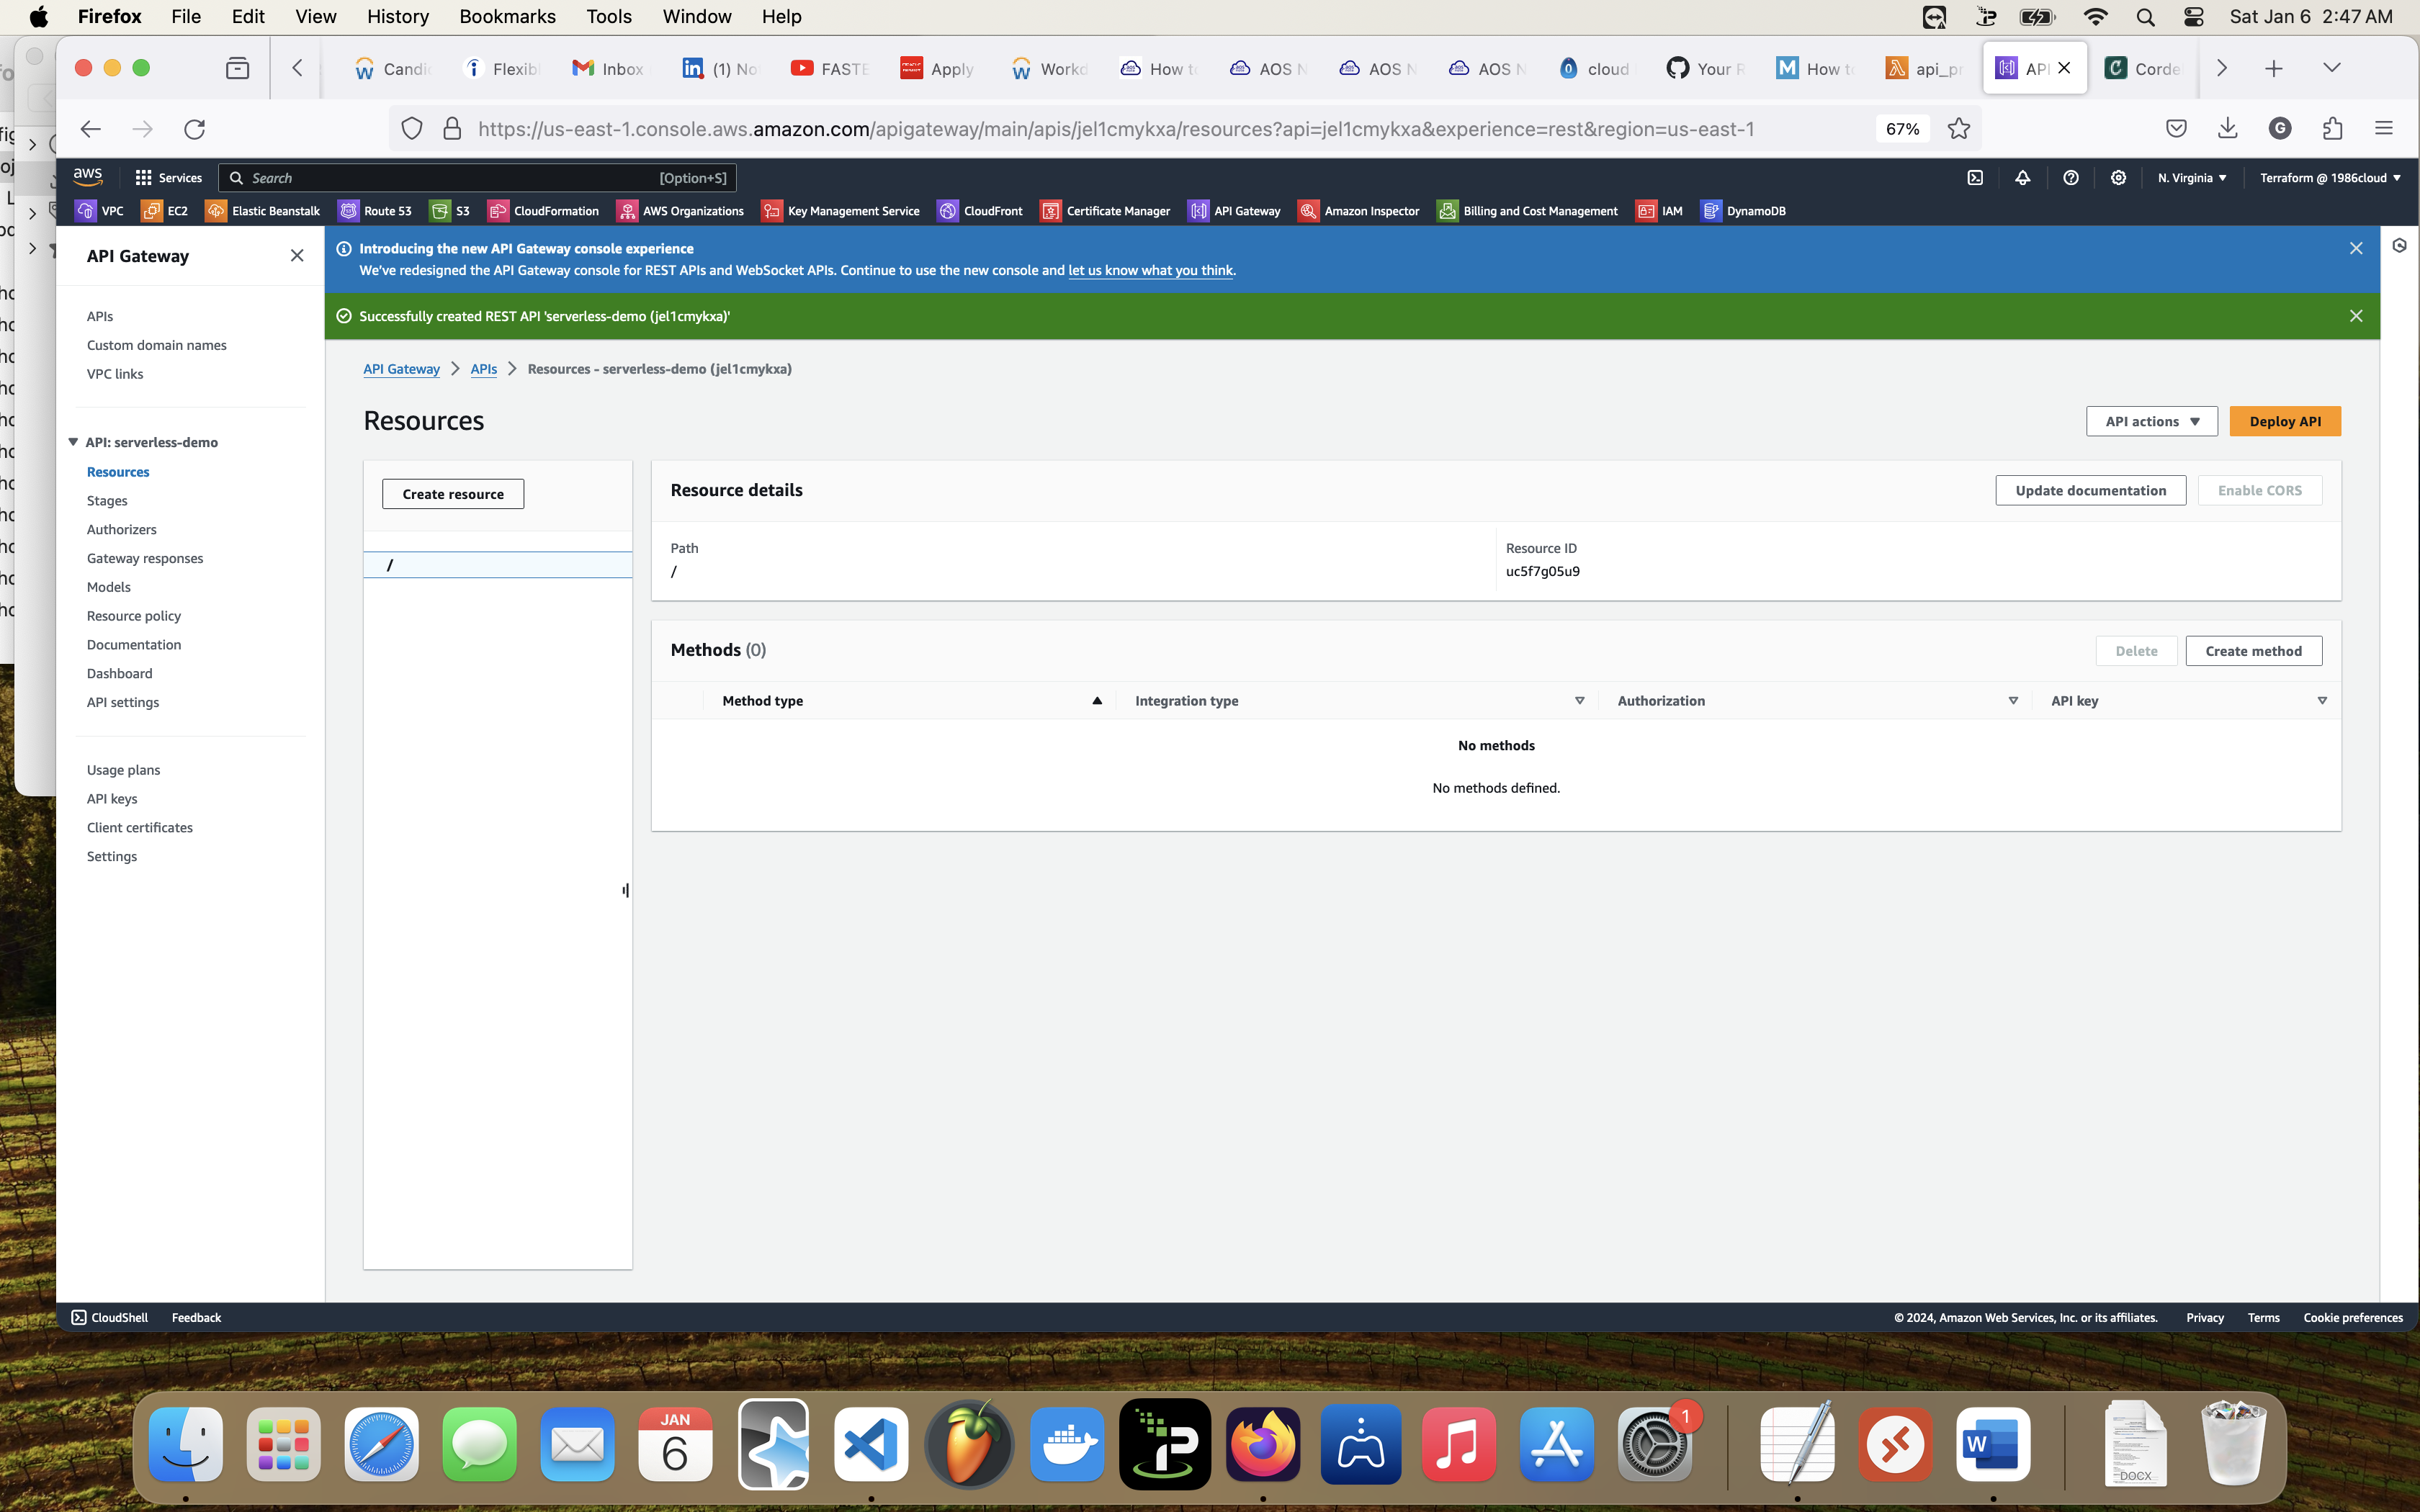 Firefox File Edit View History Bookmarks Tools Window Help Sat Jan 6 2:47 AM
Candi Flexib Inbox (1) No FASTE Apply Workd How to AOS N AOS N AOS N cloud Your R How to api_pr API Corde
https://us-east-1.console.aws.amazon.com/apigateway/main/apis/jel1cmykxa/resources?api=jel1cmykxa&experience=rest&region=us-east-1 67%
aws Services Search [Option+S] N. Virginia Terraform @ 1986cloud
VPC EC2 Elastic Beanstalk Route 53 S3 CloudFormation AWS Organizations Key Management Service CloudFront Certificate Manager API Gateway Amazon Inspector Billing and Cost Management IAM DynamoDB
API Gateway
APIs
Custom domain names
VPC links
API: serverless-demo
Resources
Stages
Authorizers
Gateway responses
Models
Resource policy
Documentation
Dashboard
API settings
Usage plans
API keys
Client certificates
Settings
Introducing the new API Gateway console experience
We've redesigned the API Gateway console for REST APIs and WebSocket APIs. Continue to use the new console and let us know what you think.
Successfully created REST API 'serverless-demo (jel1cmykxa)'
API Gateway > APIs > Resources - serverless-demo (jel1cmykxa)
Resources
API actions Deploy API
Create resource
/
Resource details
Update documentation Enable CORS
Path
/
Resource ID
uc5f7g05u9
Methods (0)
Delete Create method
Method type Integration type Authorization API key
No methods
No methods defined.
CloudShell Feedback © 2024, Amazon Web Services, Inc. or its affiliates. Privacy Terms Cookie preferences
JAN
6
1
W
DOCX